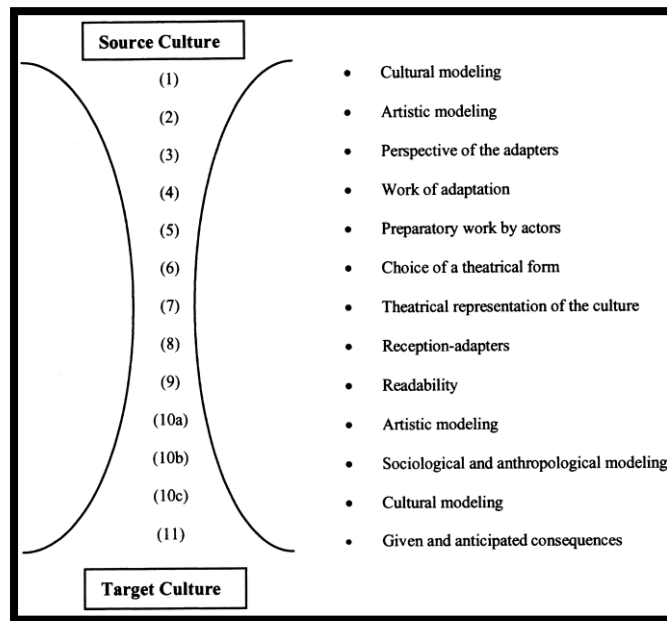 Source Culture
(1) • Cultural modeling
(2) • Artistic modeling
(3) • Perspective of the adapters
(4) • Work of adaptation
(5) • Preparatory work by actors
(6) • Choice of a theatrical form
(7) • Theatrical representation of the culture
(8) • Reception-adapters
(9) • Readability
(10a) • Artistic modeling
(10b) • Sociological and anthropological modeling
(10c) • Cultural modeling
(11) • Given and anticipated consequences
Target Culture